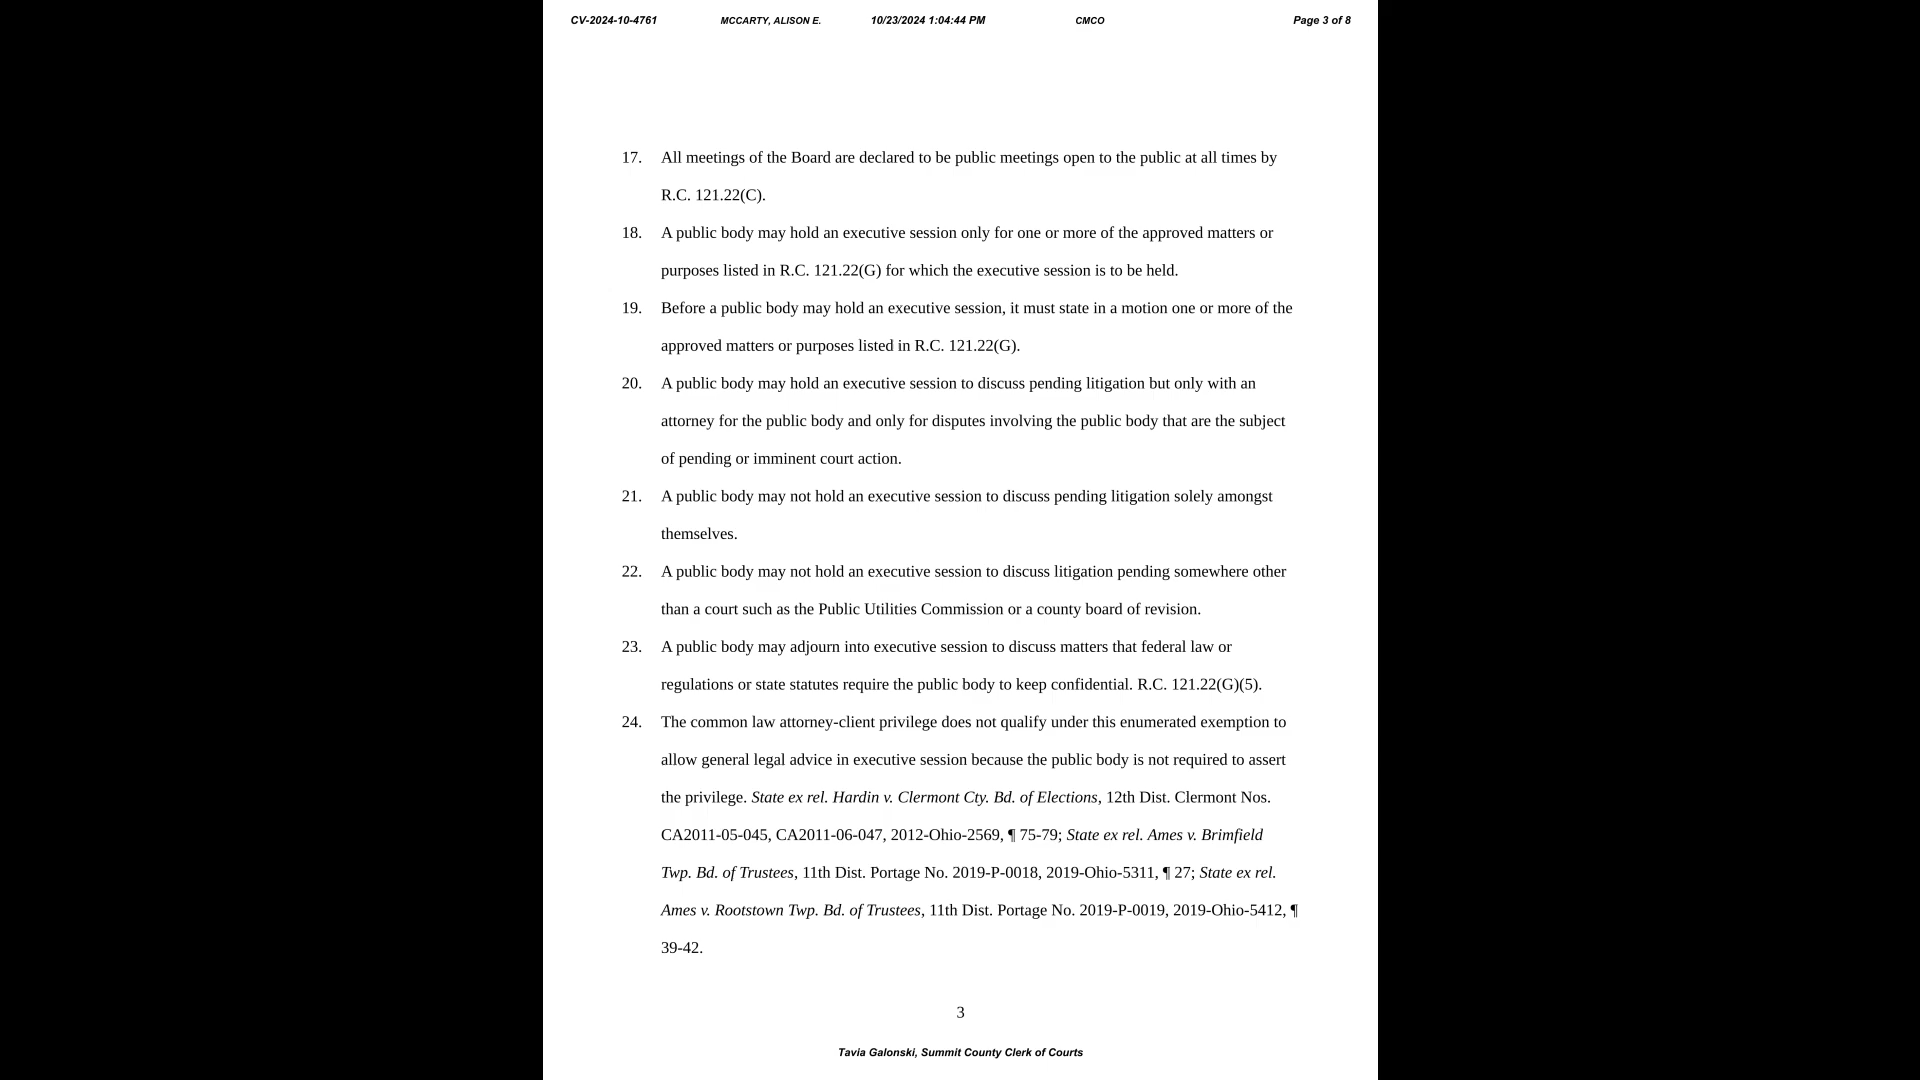 CV-2024-10-4761 MCCARTY, ALISON E. 10/23/2024 1:04:44 PM CMCO Page 3 of 8
17. All meetings of the Board are declared to be public meetings open to the public at all times by
R.C. 121.22(C).
18. A public body may hold an executive session only for one or more of the approved matters or
purposes listed in R.C. 121.22(G) for which the executive session is to be held.
19. Before a public body may hold an executive session, it must state in a motion one or more of the
approved matters or purposes listed in R.C. 121.22(G).
20. A public body may hold an executive session to discuss pending litigation but only with an
attorney for the public body and only for disputes involving the public body that are the subject
of pending or imminent court action.
21. A public body may not hold an executive session to discuss pending litigation solely amongst
themselves.
22. A public body may not hold an executive session to discuss litigation pending somewhere other
than a court such as the Public Utilities Commission or a county board of revision.
23. A public body may adjourn into executive session to discuss matters that federal law or
regulations or state statutes require the public body to keep confidential. R.C. 121.22(G)(5).
24. The common law attorney-client privilege does not qualify under this enumerated exemption to
allow general legal advice in executive session because the public body is not required to assert
the privilege. State ex rel. Hardin v. Clermont Cty. Bd. of Elections, 12th Dist. Clermont Nos.
CA2011-05-045, CA2011-06-047, 2012-Ohio-2569, ¶ 75-79; State ex rel. Ames v. Brimfield
Twp. Bd. of Trustees, 11th Dist. Portage No. 2019-P-0018, 2019-Ohio-5311, ¶ 27; State ex rel.
Ames v. Rootstown Twp. Bd. of Trustees, 11th Dist. Portage No. 2019-P-0019, 2019-Ohio-5412, ¶
39-42.
3
Tavia Galonski, Summit County Clerk of Courts